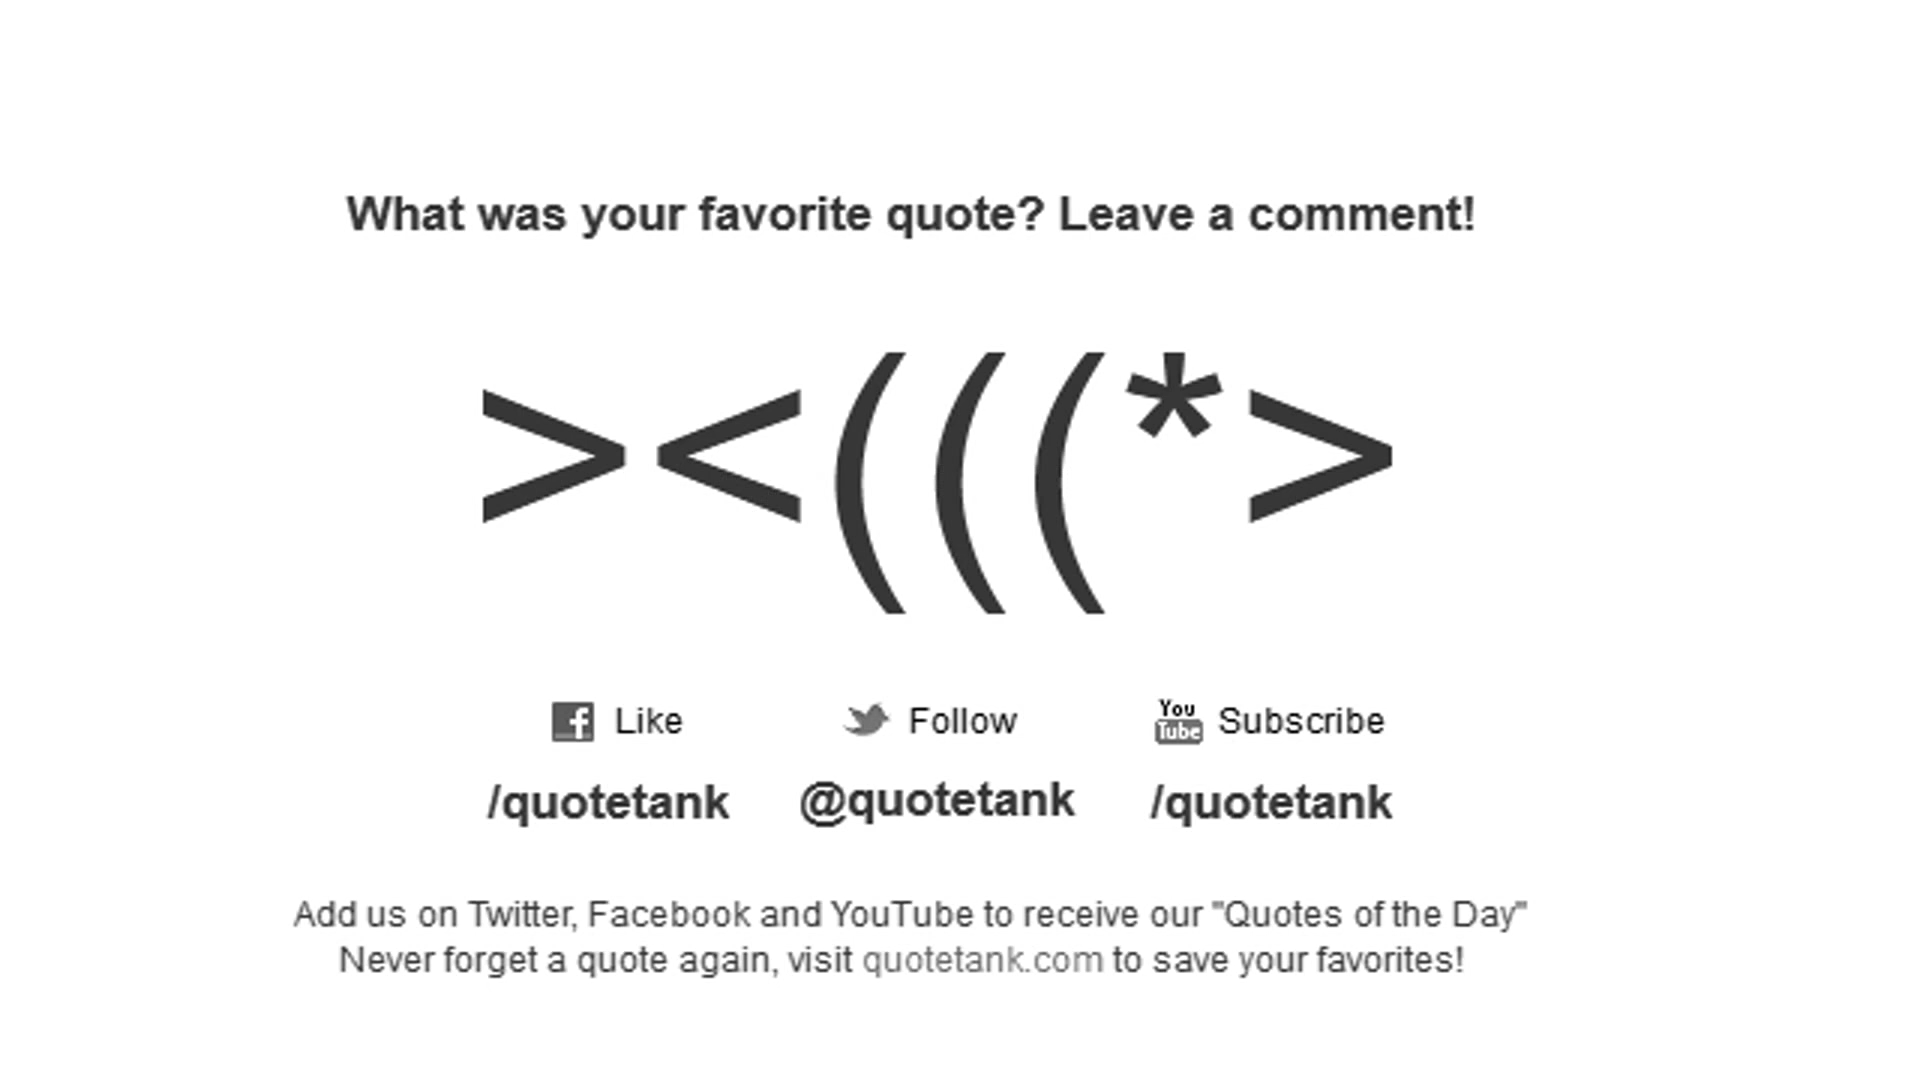 What was your favorite quote? Leave a comment!
><(((*>
f Like Follow You Tube Subscribe
/quotetank @quotetank /quotetank
Add us on Twitter, Facebook and YouTube to receive our "Quotes of the Day"
Never forget a quote again, visit quotetank.com to save your favorites!